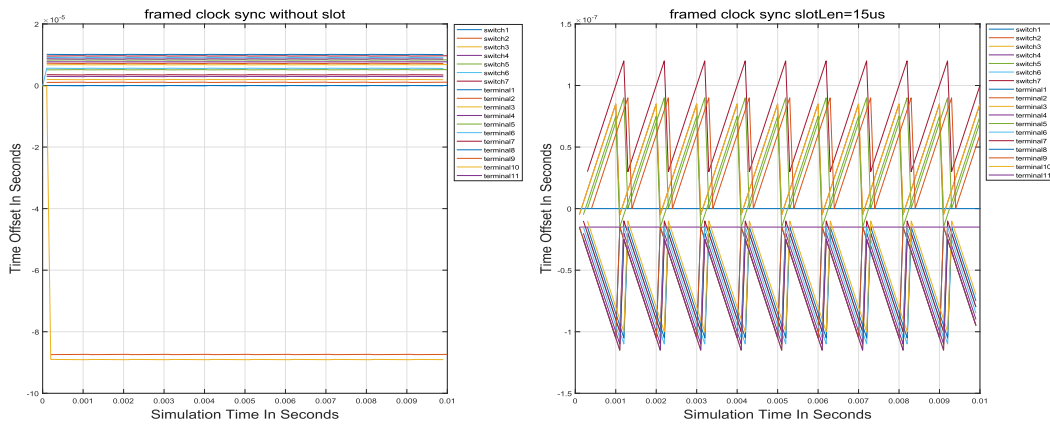 framed clock sync without slot
×10-5
2
0
-2
-4
-6
-8
-10
Time Offset In Seconds
0 0.001 0.002 0.003 0.004 0.005 0.006 0.007 0.008 0.009 0.01
Simulation Time In Seconds
switch1
switch2
switch3
switch4
switch5
switch6
switch7
terminal1
terminal2
terminal3
terminal4
terminal5
terminal6
terminal7
terminal8
terminal9
terminal10
terminal11
framed clock sync slotLen=15us
×10-7
1.5
1
0.5
0
-0.5
-1
-1.5
Time Offset In Seconds
0 0.001 0.002 0.003 0.004 0.005 0.006 0.007 0.008 0.009 0.01
Simulation Time In Seconds
switch1
switch2
switch3
switch4
switch5
switch6
switch7
terminal1
terminal2
terminal3
terminal4
terminal5
terminal6
terminal7
terminal8
terminal9
terminal10
terminal11